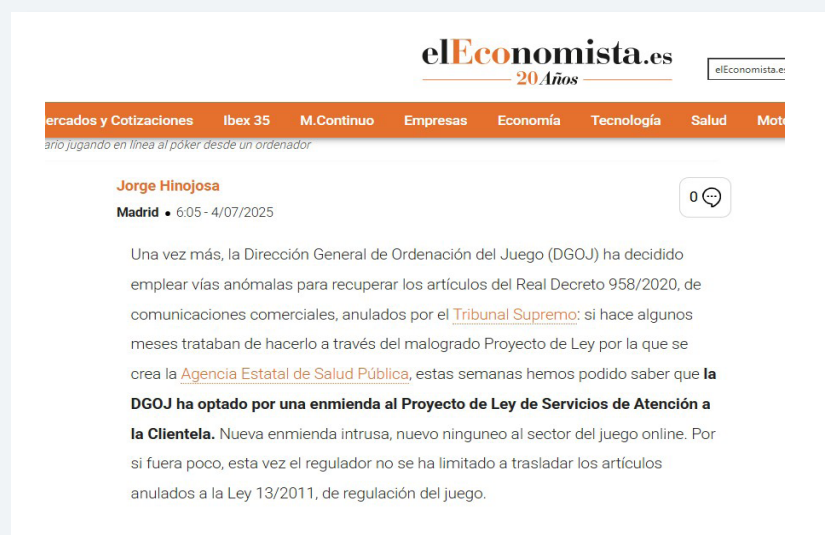 elEconomista.es
20 Años
elEconomista.es
Mercados y Cotizaciones Ibex 35 M.Continuo Empresas Economía Tecnología Salud
jugando en línea al póker desde un ordenador
Jorge Hinojosa
Madrid • 6:05 - 4/07/2025
0
Una vez más, la Dirección General de Ordenación del Juego (DGOJ) ha decidido
emplear vías anómalas para recuperar los artículos del Real Decreto 958/2020, de
comunicaciones comerciales, anulados por el Tribunal Supremo: si hace algunos
meses trataban de hacerlo a través del malogrado Proyecto de Ley por la que se
crea la Agencia Estatal de Salud Pública, estas semanas hemos podido saber que la
DGOJ ha optado por una enmienda al Proyecto de Ley de Servicios de Atención a
la Clientela. Nueva enmienda intrusa, nuevo ninguneo al sector del juego online. Por
si fuera poco, esta vez el regulador no se ha limitado a trasladar los artículos
anulados a la Ley 13/2011, de regulación del juego.